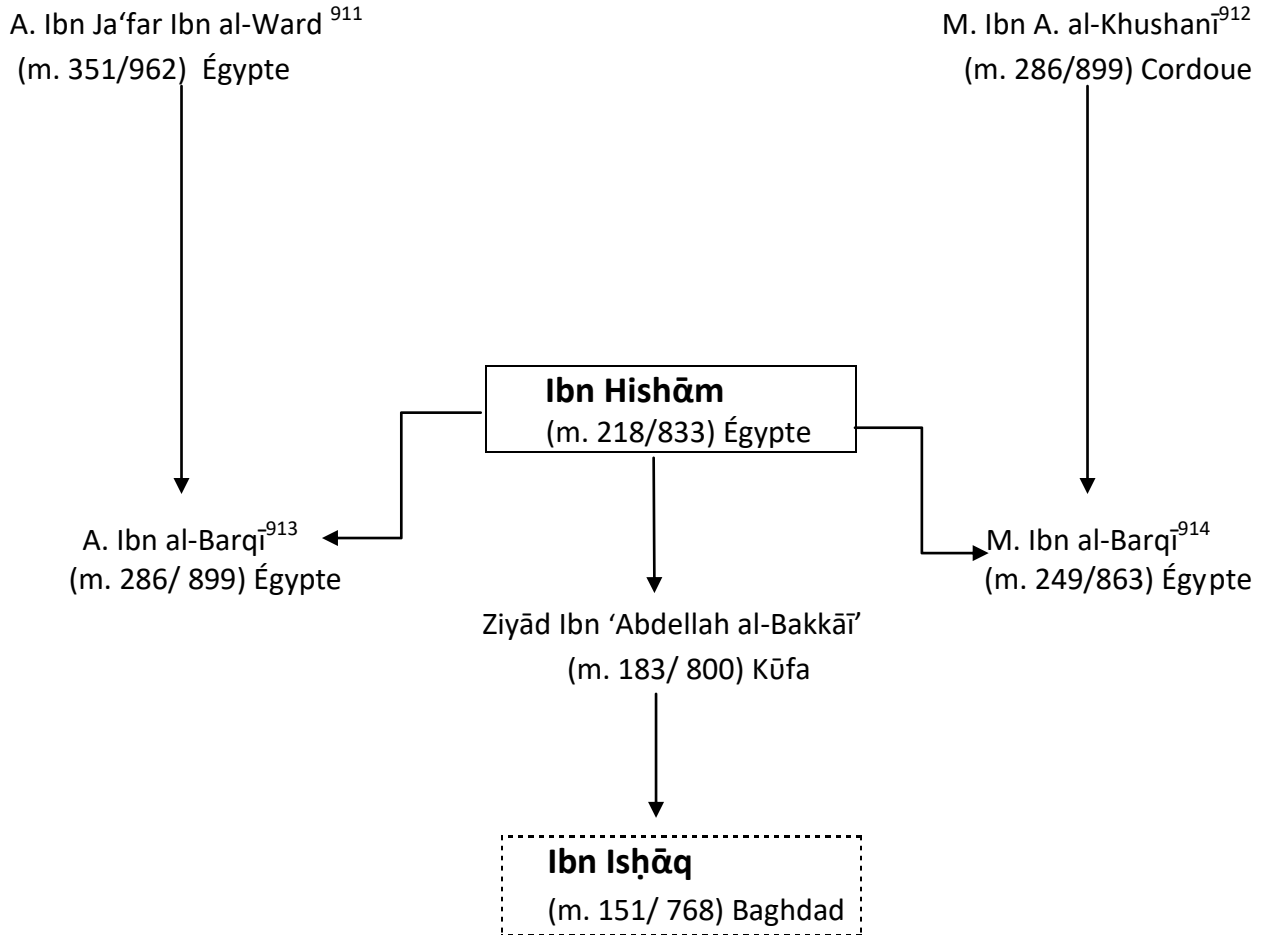 A. Ibn Ja‘far Ibn al-Ward 911
(m. 351/962) Égypte
M. Ibn A. al-Khushanī912
(m. 286/899) Cordoue
Ibn Hishām
(m. 218/833) Égypte
A. Ibn al-Barqī913
(m. 286/ 899) Égypte
M. Ibn al-Barqī914
(m. 249/863) Égypte
Ziyād Ibn ‘Abdellah al-Bakkāī’
(m. 183/ 800) Kūfa
Ibn Isḥāq
(m. 151/ 768) Baghdad